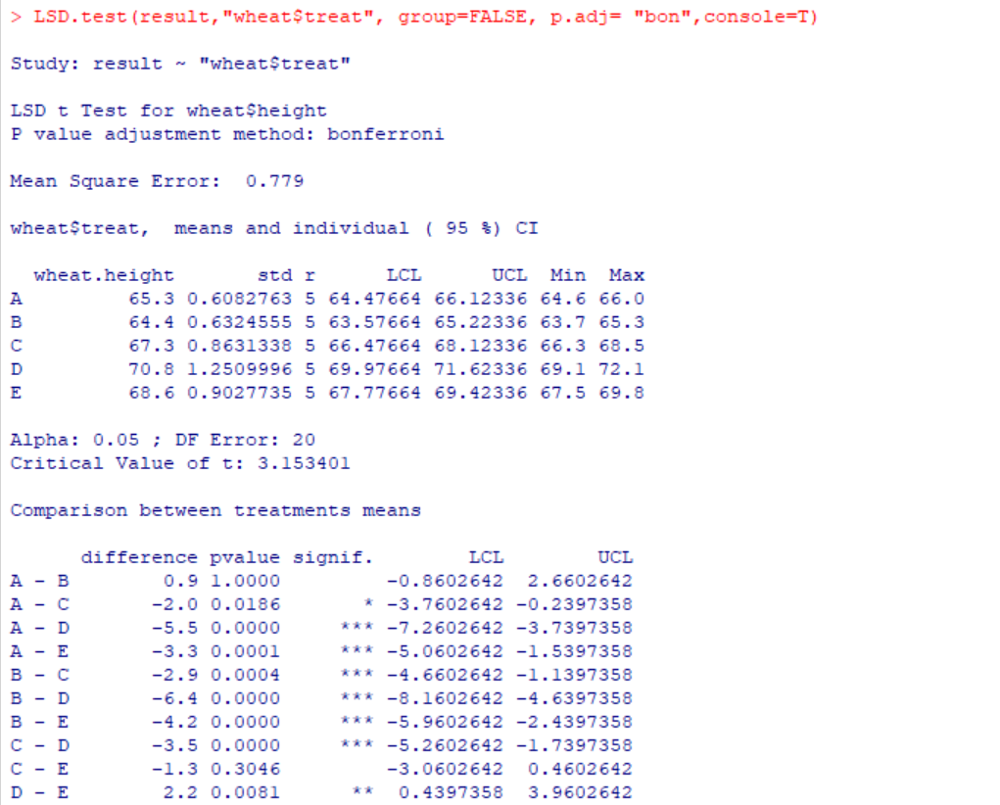 > LSD.test(result,"wheat$treat", group=FALSE, p.adj= "bon",console=T)
Study: result ~ "wheat$treat"
LSD t Test for wheat$height
P value adjustment method: bonferroni
Mean Square Error:  0.779
wheat$treat,  means and individual ( 95 %) CI
  wheat.height       std r      LCL      UCL  Min  Max
A         65.3 0.6082763 5 64.47664 66.12336 64.6 66.0
B         64.4 0.6324555 5 63.57664 65.22336 63.7 65.3
C         67.3 0.8631338 5 66.47664 68.12336 66.3 68.5
D         70.8 1.2509996 5 69.97664 71.62336 69.1 72.1
E         68.6 0.9027735 5 67.77664 69.42336 67.5 69.8
Alpha: 0.05 ; DF Error: 20
Critical Value of t: 3.153401
Comparison between treatments means
      difference pvalue signif.        LCL        UCL
A - B        0.9 1.0000         -0.8602642  2.6602642
A - C       -2.0 0.0186       * -3.7602642 -0.2397358
A - D       -5.5 0.0000     *** -7.2602642 -3.7397358
A - E       -3.3 0.0001     *** -5.0602642 -1.5397358
B - C       -2.9 0.0004     *** -4.6602642 -1.1397358
B - D       -6.4 0.0000     *** -8.1602642 -4.6397358
B - E       -4.2 0.0000     *** -5.9602642 -2.4397358
C - D       -3.5 0.0000     *** -5.2602642 -1.7397358
C - E       -1.3 0.3046         -3.0602642  0.4602642
D - E        2.2 0.0081      **  0.4397358  3.9602642